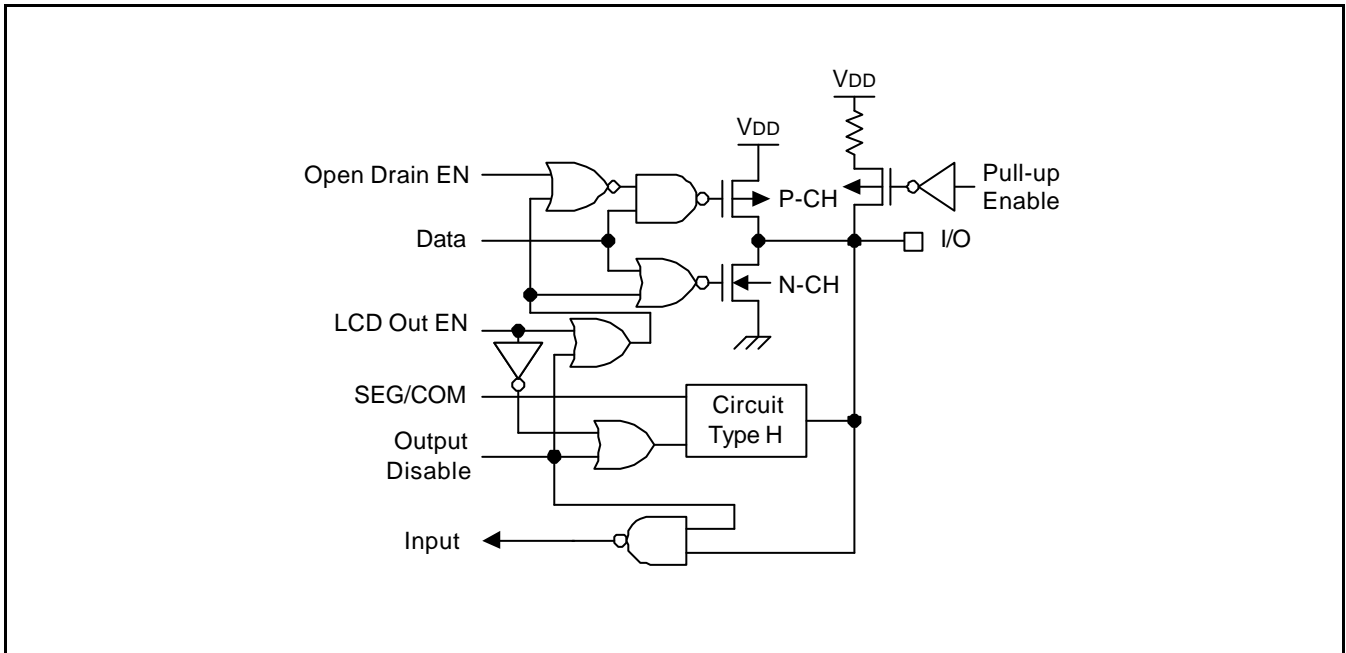 VDD
VDD
Open Drain EN
P-CH
Pull-up
Enable
Data
I/O
N-CH
LCD Out EN
SEG/COM
Circuit
Type H
Output
Disable
Input